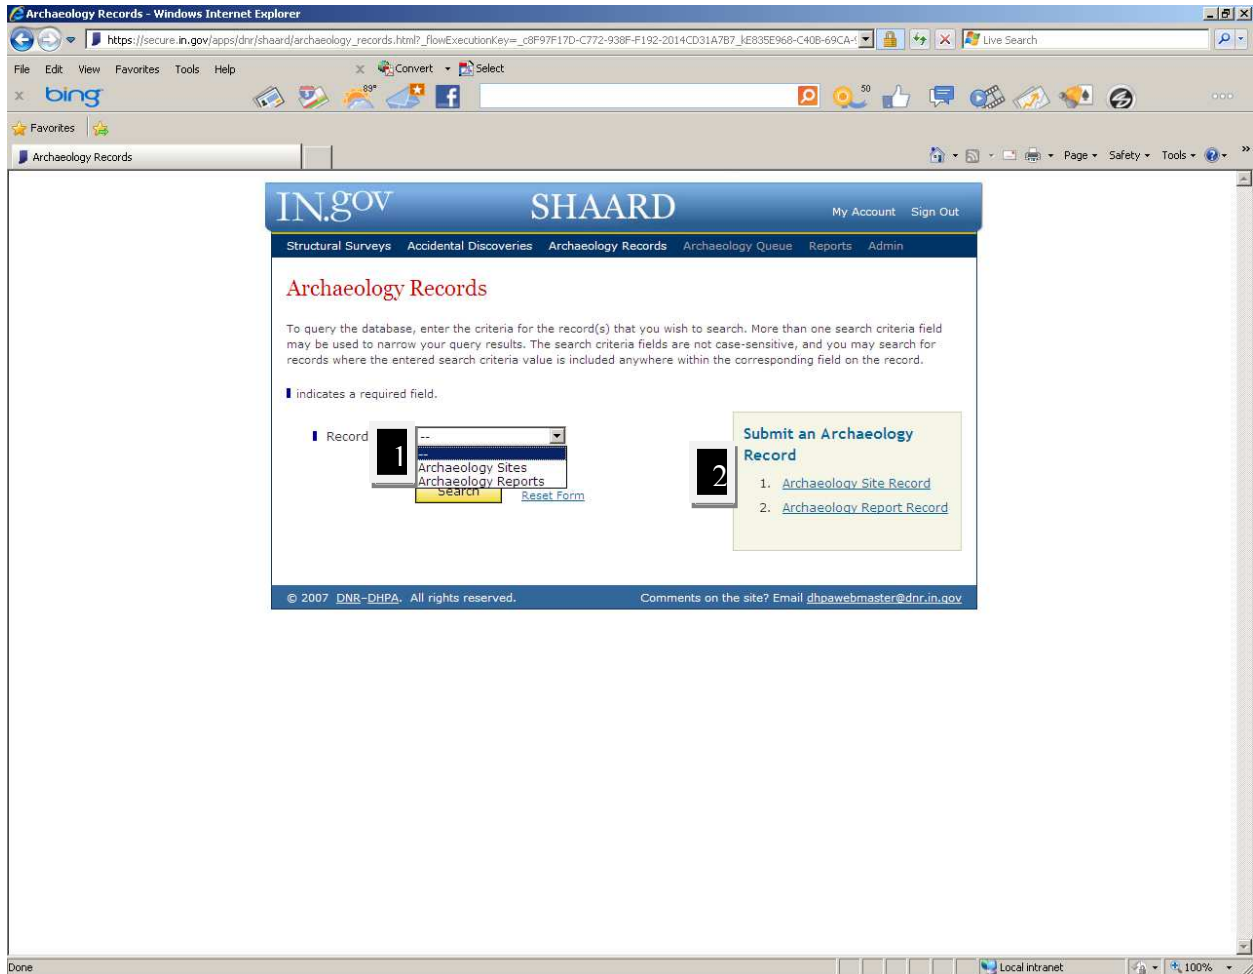 Archaeology Records - Windows Internet Explorer
https://secure.in.gov/apps/dnr/shaard/archaeology_records.html?_flowExecutionKey=_c8F97F17D-C772-938F-F192-2014CD31A7B7_kE835E968-C40B-69CA-
Live Search
File Edit View Favorites Tools Help
x Convert Select
x bing 89° 50
Favorites
Archaeology Records
Page Safety Tools »
IN.gov SHAARD My Account Sign Out
Structural Surveys Accidental Discoveries Archaeology Records Archaeology Queue Reports Admin
Archaeology Records
To query the database, enter the criteria for the record(s) that you wish to search. More than one search criteria field
may be used to narrow your query results. The search criteria fields are not case-sensitive, and you may search for
records where the entered search criteria value is included anywhere within the corresponding field on the record.
indicates a required field.
Record
1
--
--
Archaeology Sites
Archaeology Reports
Search Reset Form
2
Submit an Archaeology
Record
1. Archaeology Site Record
2. Archaeology Report Record
© 2007 DNR-DHPA. All rights reserved. Comments on the site? Email dhpawebmaster@dnr.in.gov
Done Local intranet 100%